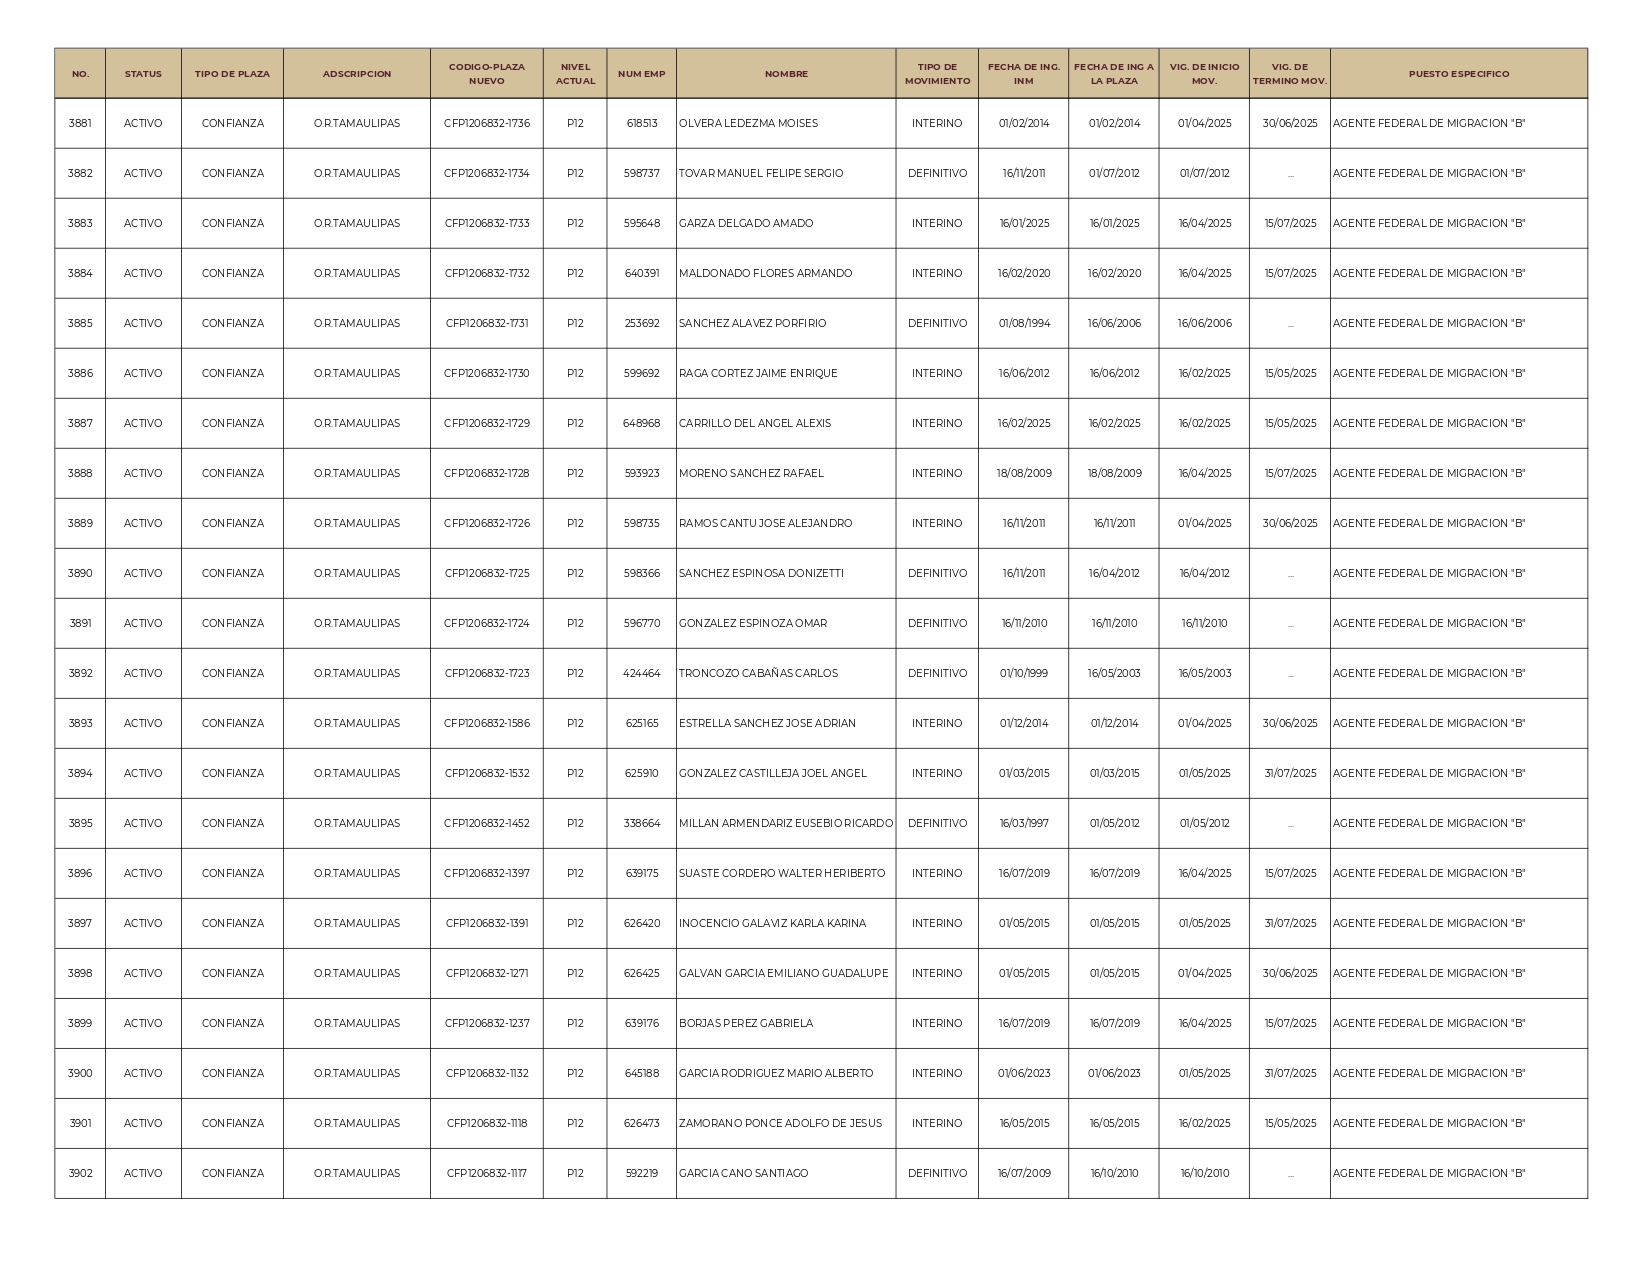 NO. STATUS TIPO DE PLAZA ADSCRIPCION CODIGO-PLAZA NUEVO NIVEL ACTUAL NUM EMP NOMBRE TIPO DE MOVIMIENTO FECHA DE ING. INM FECHA DE ING A LA PLAZA VIG. DE INICIO MOV. VIG. DE TERMINO MOV. PUESTO ESPECIFICO
3881 ACTIVO CONFIANZA O.R.TAMAULIPAS CFP1206832-1736 P12 618513 OLVERA LEDEZMA MOISES INTERINO 01/02/2014 01/02/2014 01/04/2025 30/06/2025 AGENTE FEDERAL DE MIGRACION "B"
3882 ACTIVO CONFIANZA O.R.TAMAULIPAS CFP1206832-1734 P12 598737 TOVAR MANUEL FELIPE SERGIO DEFINITIVO 16/11/2011 01/07/2012 01/07/2012 ... AGENTE FEDERAL DE MIGRACION "B"
3883 ACTIVO CONFIANZA O.R.TAMAULIPAS CFP1206832-1733 P12 595648 GARZA DELGADO AMADO INTERINO 16/01/2025 16/01/2025 16/04/2025 15/07/2025 AGENTE FEDERAL DE MIGRACION "B"
3884 ACTIVO CONFIANZA O.R.TAMAULIPAS CFP1206832-1732 P12 640391 MALDONADO FLORES ARMANDO INTERINO 16/02/2020 16/02/2020 16/04/2025 15/07/2025 AGENTE FEDERAL DE MIGRACION "B"
3885 ACTIVO CONFIANZA O.R.TAMAULIPAS CFP1206832-1731 P12 253692 SANCHEZ ALAVEZ PORFIRIO DEFINITIVO 01/08/1994 16/06/2006 16/06/2006 ... AGENTE FEDERAL DE MIGRACION "B"
3886 ACTIVO CONFIANZA O.R.TAMAULIPAS CFP1206832-1730 P12 599692 RAGA CORTEZ JAIME ENRIQUE INTERINO 16/06/2012 16/06/2012 16/02/2025 15/05/2025 AGENTE FEDERAL DE MIGRACION "B"
3887 ACTIVO CONFIANZA O.R.TAMAULIPAS CFP1206832-1729 P12 648968 CARRILLO DEL ANGEL ALEXIS INTERINO 16/02/2025 16/02/2025 16/02/2025 15/05/2025 AGENTE FEDERAL DE MIGRACION "B"
3888 ACTIVO CONFIANZA O.R.TAMAULIPAS CFP1206832-1728 P12 593923 MORENO SANCHEZ RAFAEL INTERINO 18/08/2009 18/08/2009 16/04/2025 15/07/2025 AGENTE FEDERAL DE MIGRACION "B"
3889 ACTIVO CONFIANZA O.R.TAMAULIPAS CFP1206832-1726 P12 598735 RAMOS CANTU JOSE ALEJANDRO INTERINO 16/11/2011 16/11/2011 01/04/2025 30/06/2025 AGENTE FEDERAL DE MIGRACION "B"
3890 ACTIVO CONFIANZA O.R.TAMAULIPAS CFP1206832-1725 P12 598366 SANCHEZ ESPINOSA DONIZETTI DEFINITIVO 16/11/2011 16/04/2012 16/04/2012 ... AGENTE FEDERAL DE MIGRACION "B"
3891 ACTIVO CONFIANZA O.R.TAMAULIPAS CFP1206832-1724 P12 596770 GONZALEZ ESPINOZA OMAR DEFINITIVO 16/11/2010 16/11/2010 16/11/2010 ... AGENTE FEDERAL DE MIGRACION "B"
3892 ACTIVO CONFIANZA O.R.TAMAULIPAS CFP1206832-1723 P12 424464 TRONCOZO CABAÑAS CARLOS DEFINITIVO 01/10/1999 16/05/2003 16/05/2003 ... AGENTE FEDERAL DE MIGRACION "B"
3893 ACTIVO CONFIANZA O.R.TAMAULIPAS CFP1206832-1586 P12 625165 ESTRELLA SANCHEZ JOSE ADRIAN INTERINO 01/12/2014 01/12/2014 01/04/2025 30/06/2025 AGENTE FEDERAL DE MIGRACION "B"
3894 ACTIVO CONFIANZA O.R.TAMAULIPAS CFP1206832-1532 P12 625910 GONZALEZ CASTILLEJA JOEL ANGEL INTERINO 01/03/2015 01/03/2015 01/05/2025 31/07/2025 AGENTE FEDERAL DE MIGRACION "B"
3895 ACTIVO CONFIANZA O.R.TAMAULIPAS CFP1206832-1452 P12 338664 MILLAN ARMENDARIZ EUSEBIO RICARDO DEFINITIVO 16/03/1997 01/05/2012 01/05/2012 ... AGENTE FEDERAL DE MIGRACION "B"
3896 ACTIVO CONFIANZA O.R.TAMAULIPAS CFP1206832-1397 P12 639175 SUASTE CORDERO WALTER HERIBERTO INTERINO 16/07/2019 16/07/2019 16/04/2025 15/07/2025 AGENTE FEDERAL DE MIGRACION "B"
3897 ACTIVO CONFIANZA O.R.TAMAULIPAS CFP1206832-1391 P12 626420 INOCENCIO GALAVIZ KARLA KARINA INTERINO 01/05/2015 01/05/2015 01/05/2025 31/07/2025 AGENTE FEDERAL DE MIGRACION "B"
3898 ACTIVO CONFIANZA O.R.TAMAULIPAS CFP1206832-1271 P12 626425 GALVAN GARCIA EMILIANO GUADALUPE INTERINO 01/05/2015 01/05/2015 01/04/2025 30/06/2025 AGENTE FEDERAL DE MIGRACION "B"
3899 ACTIVO CONFIANZA O.R.TAMAULIPAS CFP1206832-1237 P12 639176 BORJAS PEREZ GABRIELA INTERINO 16/07/2019 16/07/2019 16/04/2025 15/07/2025 AGENTE FEDERAL DE MIGRACION "B"
3900 ACTIVO CONFIANZA O.R.TAMAULIPAS CFP1206832-1132 P12 645188 GARCIA RODRIGUEZ MARIO ALBERTO INTERINO 01/06/2023 01/06/2023 01/05/2025 31/07/2025 AGENTE FEDERAL DE MIGRACION "B"
3901 ACTIVO CONFIANZA O.R.TAMAULIPAS CFP1206832-1118 P12 626473 ZAMORANO PONCE ADOLFO DE JESUS INTERINO 16/05/2015 16/05/2015 16/02/2025 15/05/2025 AGENTE FEDERAL DE MIGRACION "B"
3902 ACTIVO CONFIANZA O.R.TAMAULIPAS CFP1206832-1117 P12 592219 GARCIA CANO SANTIAGO DEFINITIVO 16/07/2009 16/10/2010 16/10/2010 ... AGENTE FEDERAL DE MIGRACION "B"